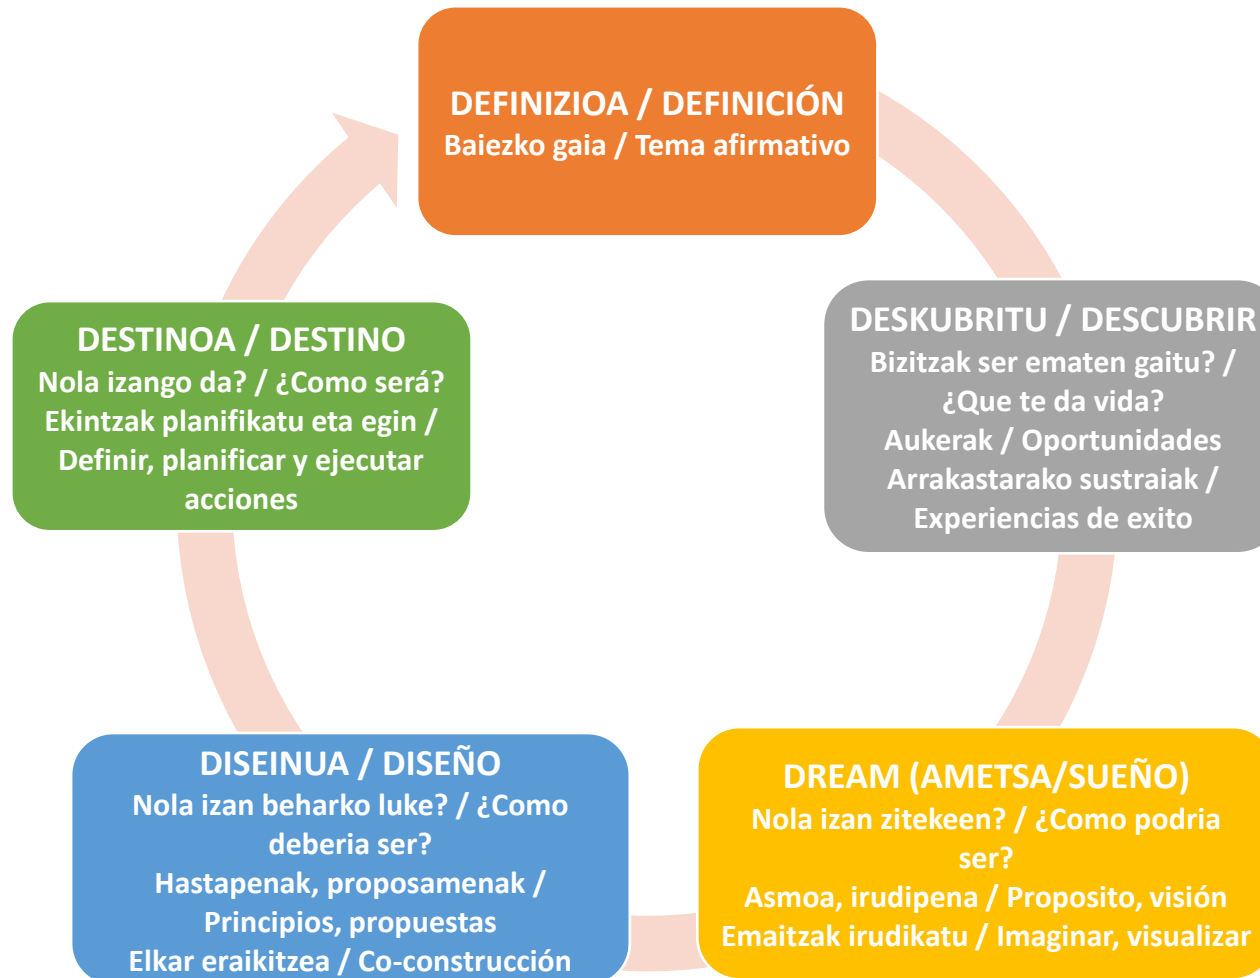 DEFINIZIOA / DEFINICIÓN
Baiezko gaia / Tema afirmativo
DESKUBRITU / DESCUBRIR
Bizitzak ser ematen gaitu? /
¿Que te da vida?
Aukerak / Oportunidades
Arrakastarako sustraiak /
Experiencias de exito
DREAM (AMETSA/SUEÑO)
Nola izan zitekeen? / ¿Como podria
ser?
Asmoa, irudipena / Proposito, visión
Emaitzak irudikatu / Imaginar, visualizar
DISEINUA / DISEÑO
Nola izan beharko luke? / ¿Como
deberia ser?
Hastapenak, proposamenak /
Principios, propuestas
Elkar eraikitzea / Co-construcción
DESTINOA / DESTINO
Nola izango da? / ¿Como será?
Ekintzak planifikatu eta egin /
Definir, planificar y ejecutar
acciones